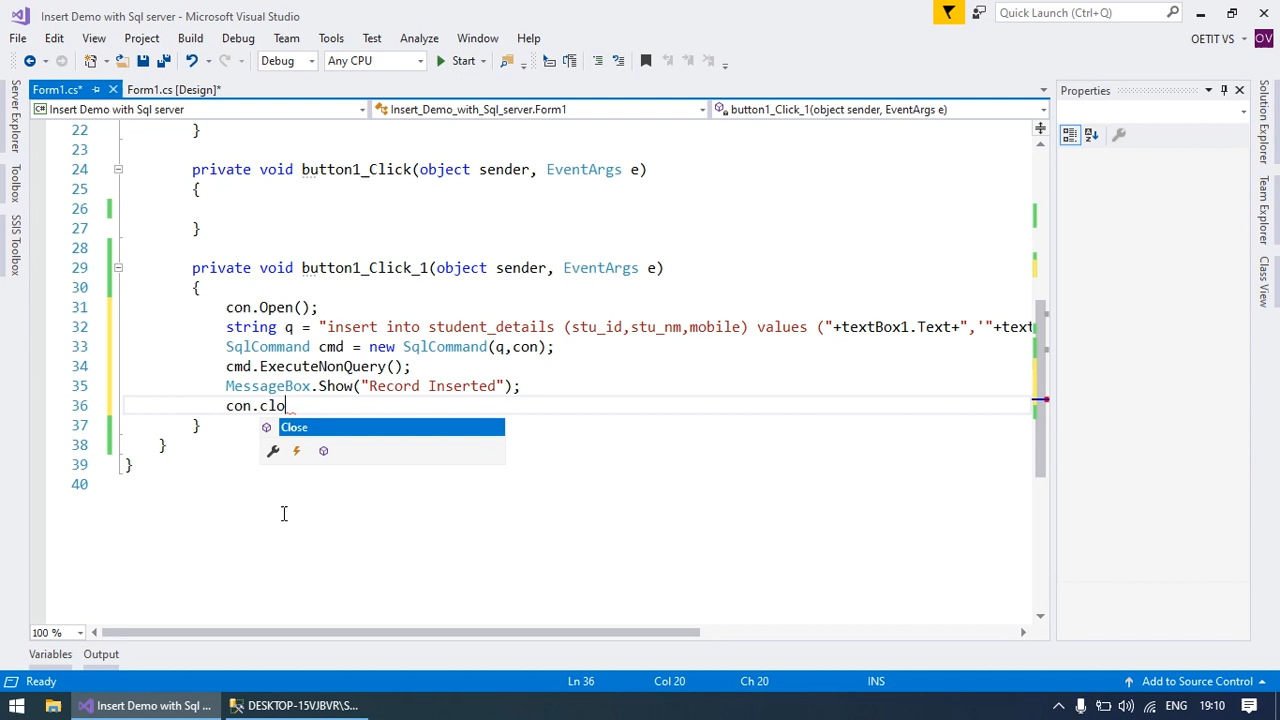 Insert Demo with Sql server - Microsoft Visual Studio
Quick Launch (Ctrl+Q)
File Edit View Project Build Debug Team Tools Test Analyze Window Help
OETIT VS
OV
Debug Any CPU Start
Form1.cs* Form1.cs [Design]*
Insert Demo with Sql server
Insert_Demo_with_Sql_server.Form1
button1_Click_1(object sender, EventArgs e)
Server Explorer
Toolbox
SSIS Toolbox
22 }
23
24 private void button1_Click(object sender, EventArgs e)
25 {
26
27 }
28
29 private void button1_Click_1(object sender, EventArgs e)
30 {
31 con.Open();
32 string q = "insert into student_details (stu_id,stu_nm,mobile) values ("+textBox1.Text+",'"+text
33 SqlCommand cmd = new SqlCommand(q,con);
34 cmd.ExecuteNonQuery();
35 MessageBox.Show("Record Inserted");
36 con.clo
Close
37 }
38 }
39 }
40
Properties
Solution Explorer
Team Explorer
Class View
100 %
Variables Output
Ready Ln 36 Col 20 Ch 20 INS Add to Source Control
Insert Demo with Sql ...
DESKTOP-15VJBVR\S...
ENG 19:10